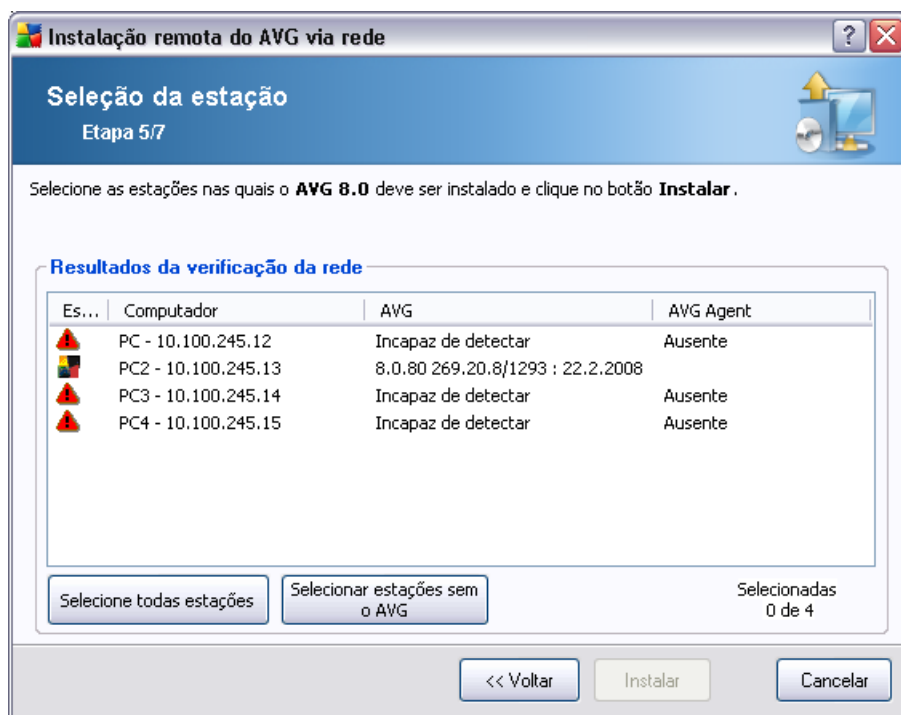 Instalação remota do AVG via rede
Seleção da estação
Etapa 5/7
Selecione as estações nas quais o AVG 8.0 deve ser instalado e clique no botão Instalar.
Resultados da verificação da rede
Es... Computador AVG AVG Agent
PC - 10.100.245.12 Incapaz de detectar Ausente
PC2 - 10.100.245.13 8.0.80 269.20.8/1293 : 22.2.2008
PC3 - 10.100.245.14 Incapaz de detectar Ausente
PC4 - 10.100.245.15 Incapaz de detectar Ausente
Selecione todas estações
Selecionar estações sem
o AVG
Selecionadas
0 de 4
<< Voltar Instalar Cancelar